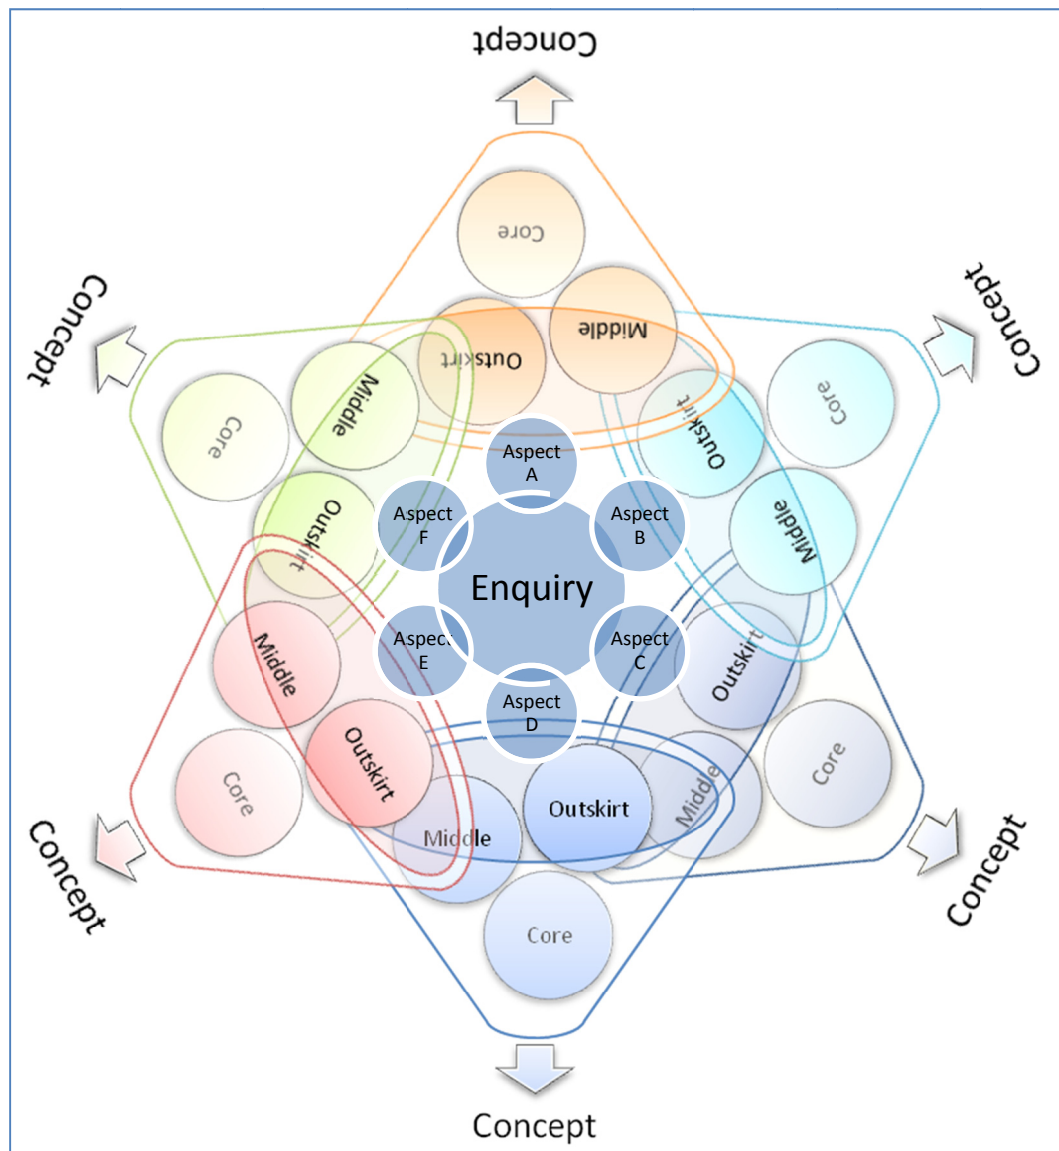 Concept
Core
Middle
Outskirt
Concept
Core
Middle
Outskirt
Concept
Core
Outskirt
Middle
Aspect
A
Aspect
F
Aspect
B
Enquiry
Aspect
E
Aspect
C
Aspect
D
Middle
Outskirt
Core
Concept
Outskirt
Middle
Core
Concept
Middle
Outskirt
Core
Concept